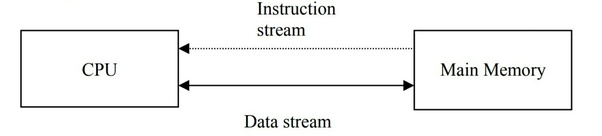 Instruction
stream
CPU
Main Memory
Data stream